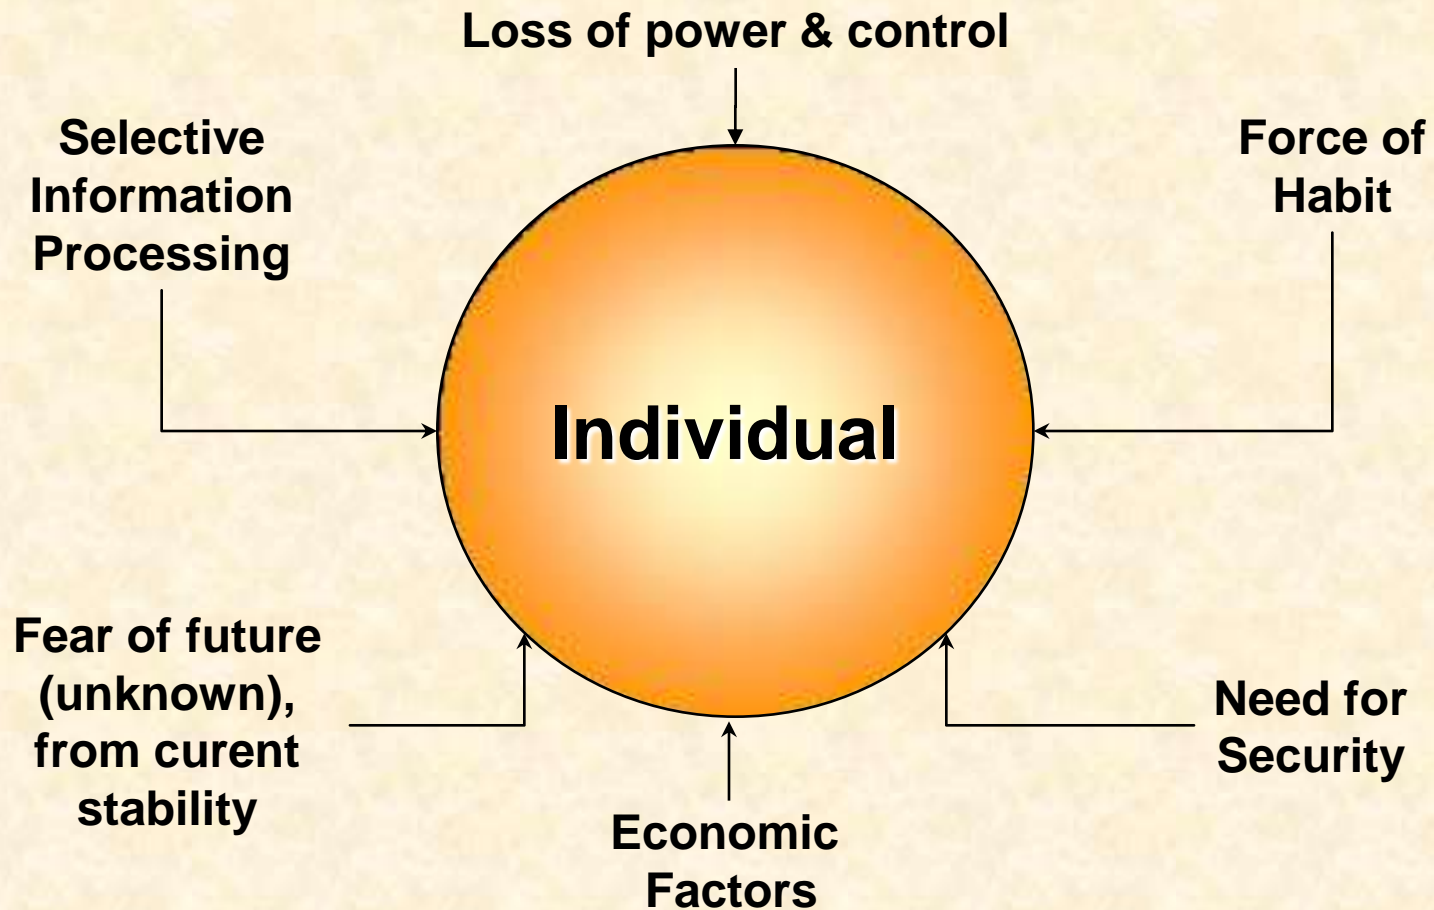 Loss of power & control
Selective
Information
Processing
Force of
Habit
Individual
Fear of future
(unknown),
from curent
stability
Need for
Security
Economic
Factors